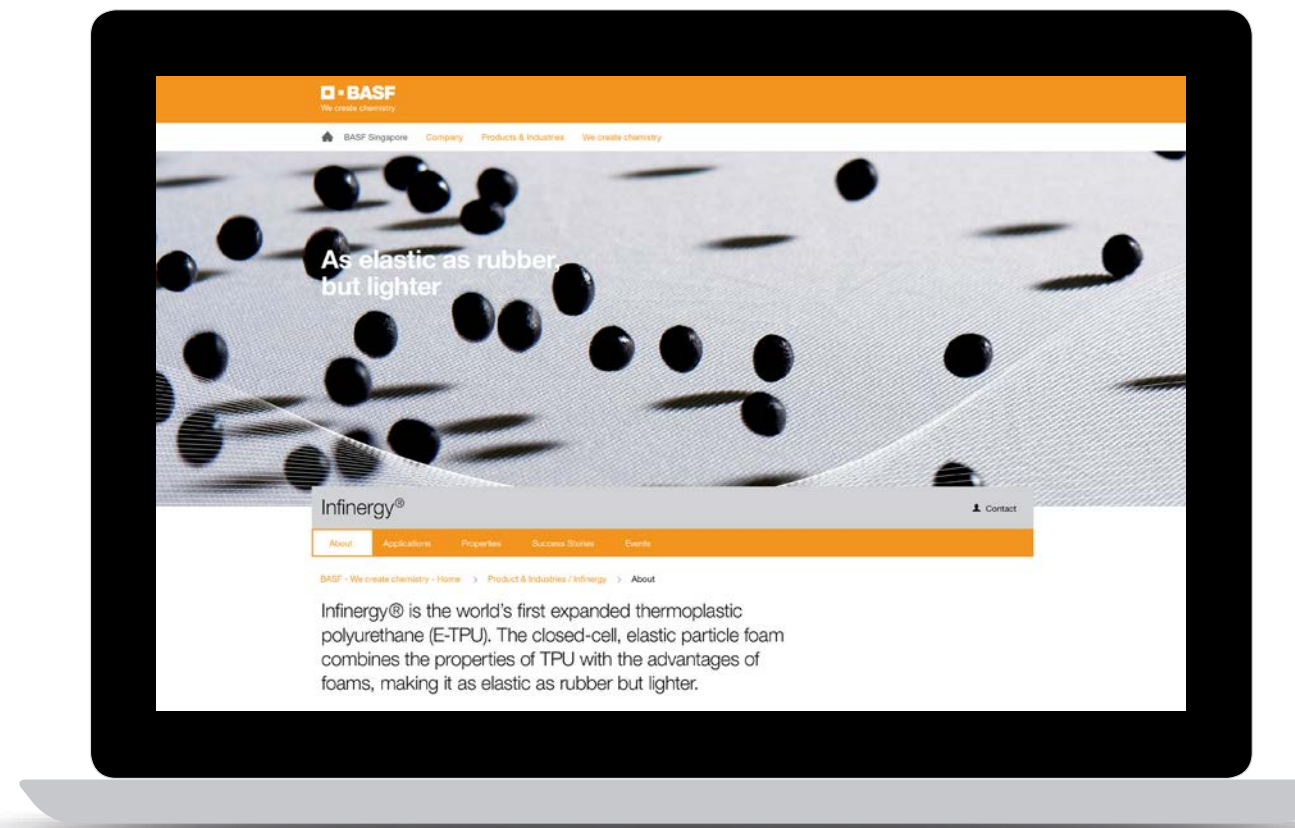 BASF
We create chemistry
BASF Singapore Company Products & Industries We create chemistry
As elastic as rubber,
but lighter
Infinergy®
Contact
About Applications Properties Success Stories Events
BASF - We create chemistry - Home > Product & Industries / Infinergy > About
Infinergy® is the world's first expanded thermoplastic
polyurethane (E-TPU). The closed-cell, elastic particle foam
combines the properties of TPU with the advantages of
foams, making it as elastic as rubber but lighter.